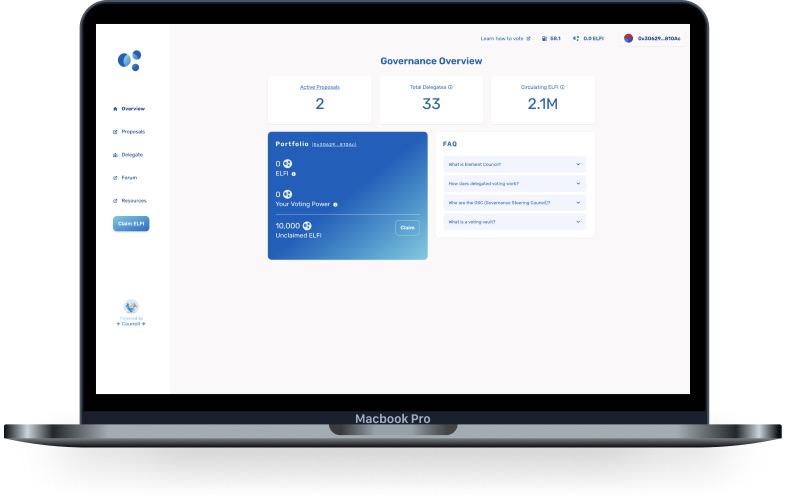 Learn how to vote
58.1
0.0 ELFI
0x30629...810Ac
Governance Overview
Overview
Proposals
Delegate
Forum
Resources
Claim ELFI
Powered by
Council
Active Proposals
2
Total Delegates
33
Circulating ELFI
2.1M
Portfolio (0x30629...810Ac)
0
ELFI
0
Your Voting Power
10,000
Unclaimed ELFI
Claim
FAQ
What is Element Council?
How does delegated voting work?
Who are the GSC (Governance Steering Council)?
What is a voting vault?
Macbook Pro